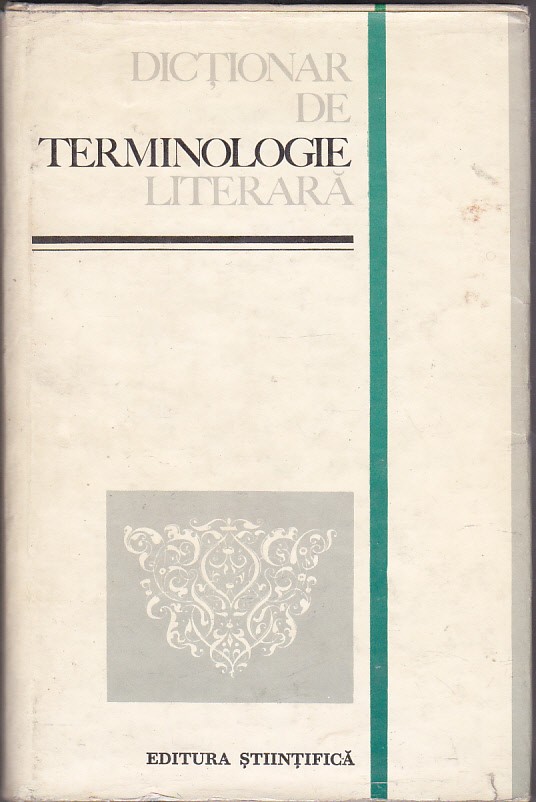 DICȚIONAR
DE
TERMINOLOGIE
LITERARĂ
EDITURA ȘTIINȚIFICĂ